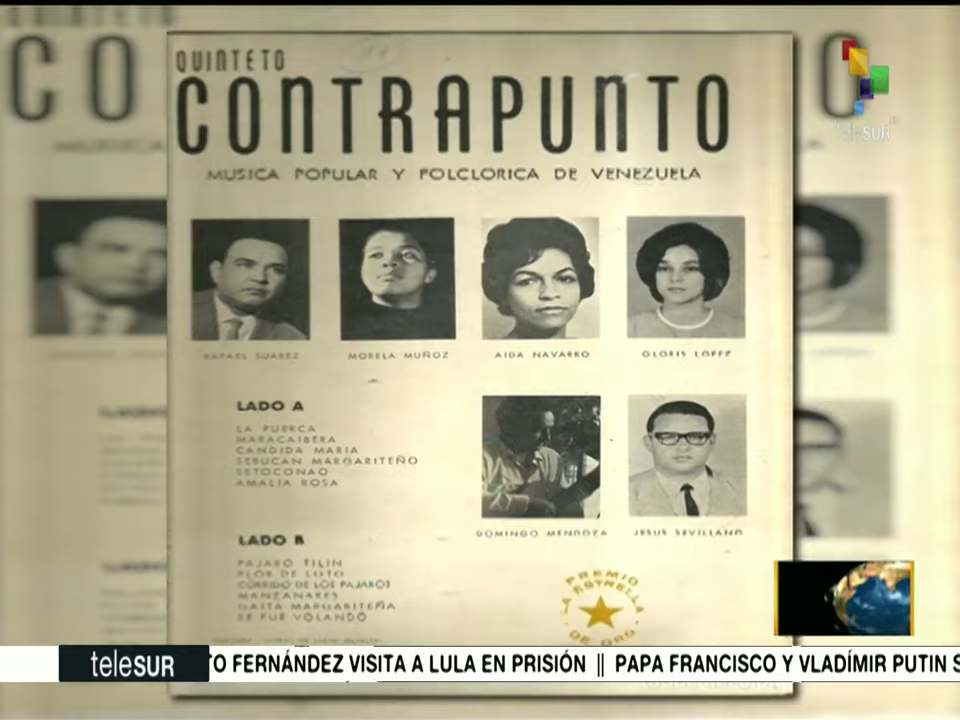 QUINTETO
CONTRAPUNTO
MUSICA POPULAR Y FOLCLORICA DE VENEZUELA
teleSUR
RAFAEL SUAREZ
MORELA MUÑOZ
AIDA NAVARRO
GLORIS LÓPEZ
LADO A
LA PUERCA
MARACAIBERA
CANDIDA MARIA
SEBUCAN MARGARITEÑO
SETOCONAO
AMALIA ROSA
DOMINGO MENDOZA
JESUS SEVILLANO
LADO B
PAJARO TILIN
FLOR DE LOTO
CORRIDO DE LOS PAJAROS
MANZANARES
GAITA MARGARITEÑA
SE FUE VOLANDO
PREMIO
LA ESTRELLA
DE ORO
teleSUR
TO FERNÁNDEZ VISITA A LULA EN PRISIÓN || PAPA FRANCISCO Y VLADÍMIR PUTIN S